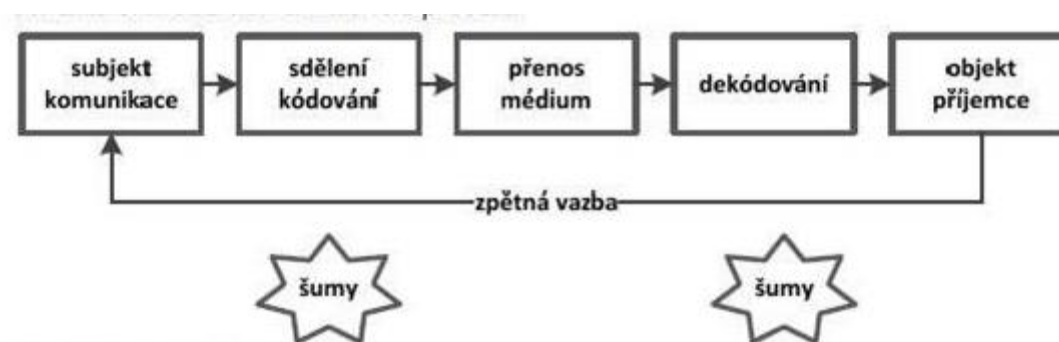 subjekt
komunikace
sdělení
kódování
přenos
médium
dekódování
objekt
příjemce
zpětná vazba
šumy
šumy